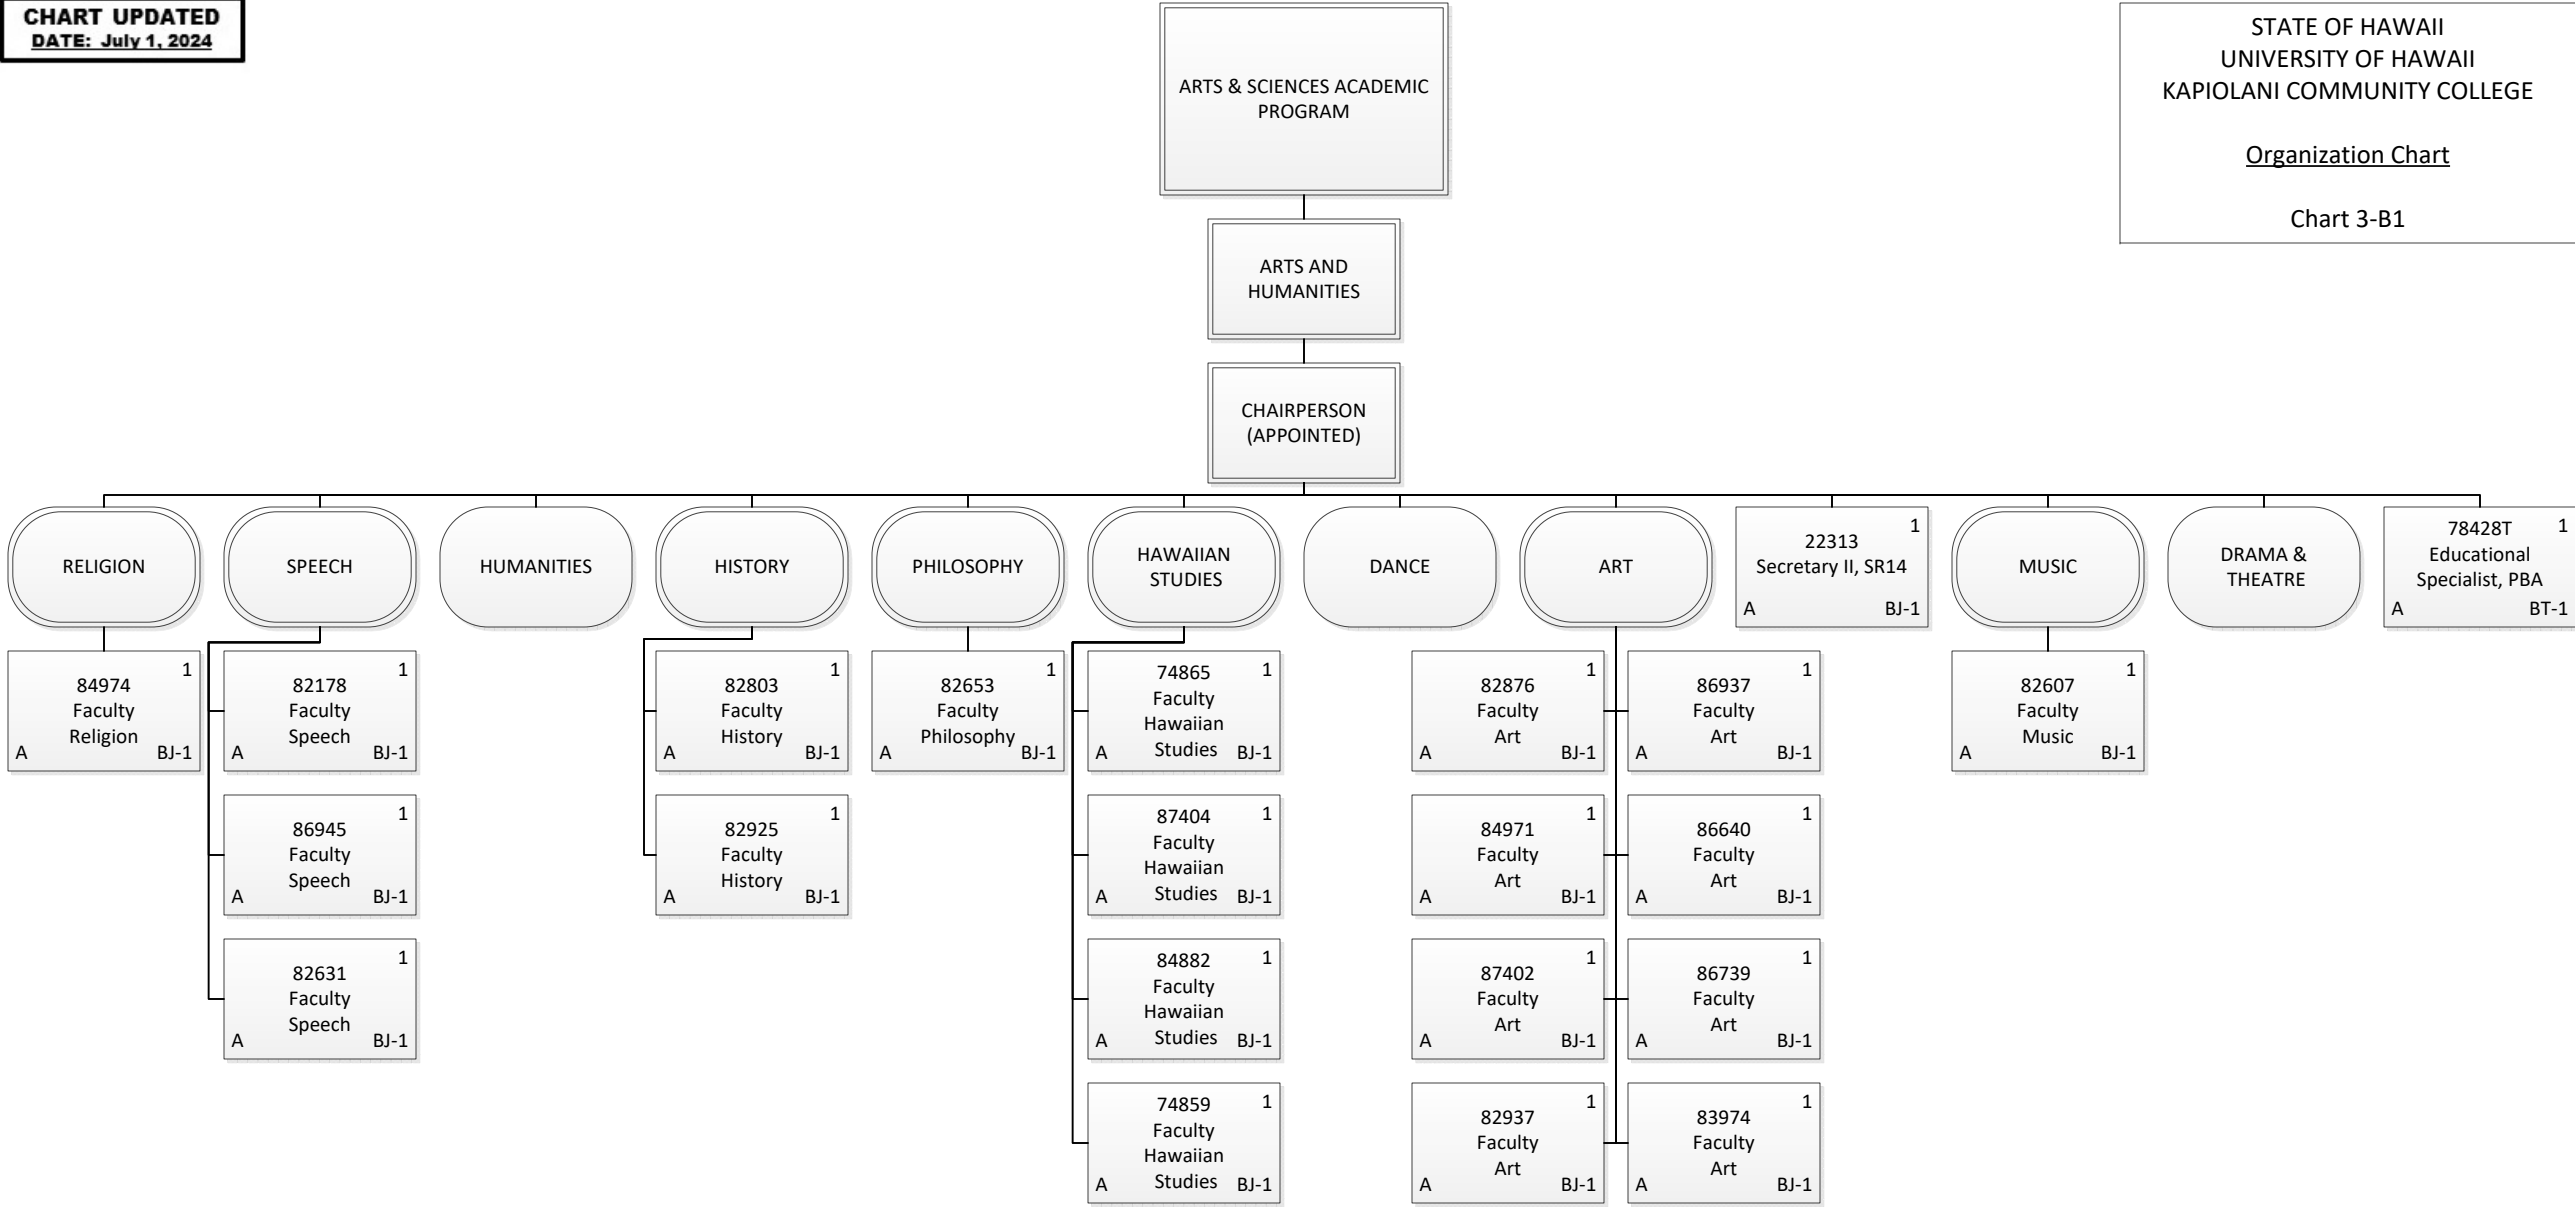 CHART UPDATED
DATE: July 1, 2024
ARTS & SCIENCES ACADEMIC
PROGRAM
STATE OF HAWAII
UNIVERSITY OF HAWAII
KAPIOLANI COMMUNITY COLLEGE
Organization Chart
Chart 3-B1
ARTS AND
HUMANITIES
CHAIRPERSON
(APPOINTED)
RELIGION
SPEECH
HUMANITIES
HISTORY
PHILOSOPHY
HAWAIIAN
STUDIES
DANCE
ART
1
22313
Secretary II, SR14
A BJ-1
MUSIC
DRAMA &
THEATRE
78428T 1
Educational
Specialist, PBA
A BT-1
1
84974
Faculty
Religion
A BJ-1
1
82178
Faculty
Speech
A BJ-1
1
82803
Faculty
History
A BJ-1
1
82653
Faculty
Philosophy
A BJ-1
74865 1
Faculty
Hawaiian
Studies
A BJ-1
1
82876
Faculty
Art
A BJ-1
1
86937
Faculty
Art
A BJ-1
1
82607
Faculty
Music
A BJ-1
1
86945
Faculty
Speech
A BJ-1
1
82925
Faculty
History
A BJ-1
87404 1
Faculty
Hawaiian
Studies
A BJ-1
1
84971
Faculty
Art
A BJ-1
1
86640
Faculty
Art
A BJ-1
1
82631
Faculty
Speech
A BJ-1
84882 1
Faculty
Hawaiian
Studies
A BJ-1
1
87402
Faculty
Art
A BJ-1
1
86739
Faculty
Art
A BJ-1
74859 1
Faculty
Hawaiian
Studies
A BJ-1
1
82937
Faculty
Art
A BJ-1
1
83974
Faculty
Art
A BJ-1